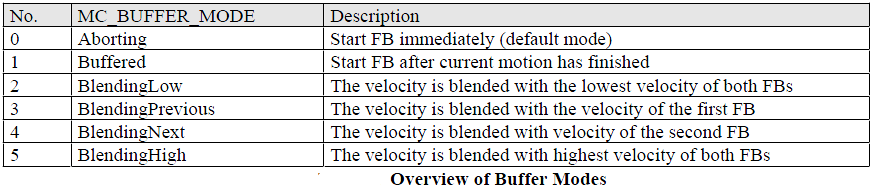 No. MC_BUFFER_MODE Description
0 Aborting Start FB immediately (default mode)
1 Buffered Start FB after current motion has finished
2 BlendingLow The velocity is blended with the lowest velocity of both FBs
3 BlendingPrevious The velocity is blended with the velocity of the first FB
4 BlendingNext The velocity is blended with velocity of the second FB
5 BlendingHigh The velocity is blended with highest velocity of both FBs
Overview of Buffer Modes